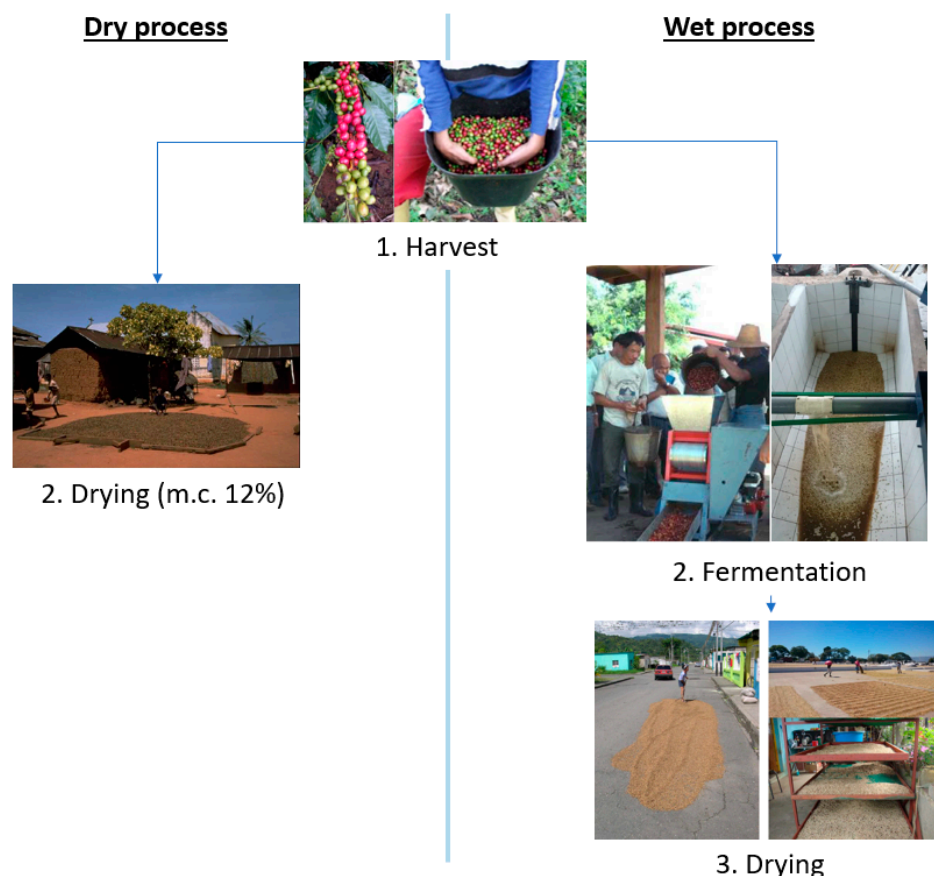 Dry process
Wet process
1. Harvest
2. Drying (m.c. 12%)
2. Fermentation
3. Drying